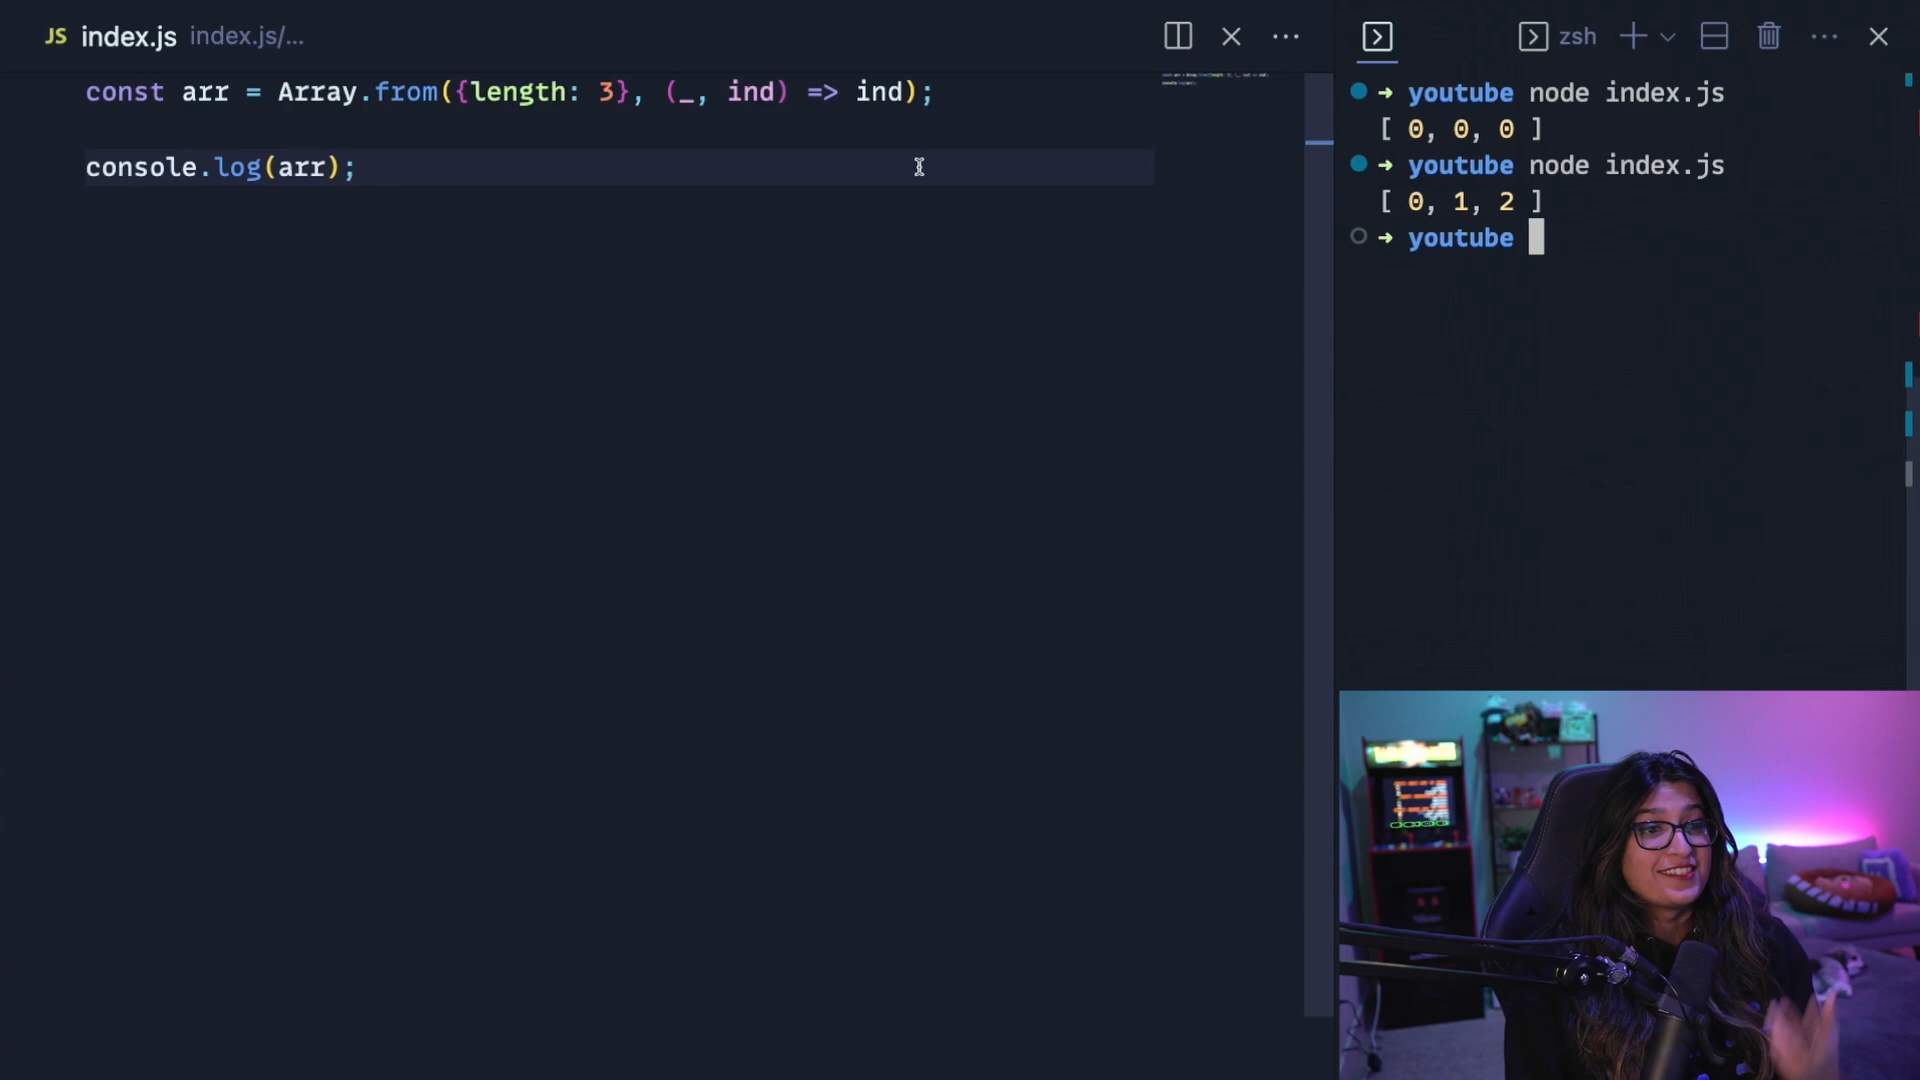 JS index.js index.js/...
const arr = Array.from({length: 3}, (_, ind) => ind);
console.log(arr);
zsh
➜ youtube node index.js
[ 0, 0, 0 ]
➜ youtube node index.js
[ 0, 1, 2 ]
➜ youtube